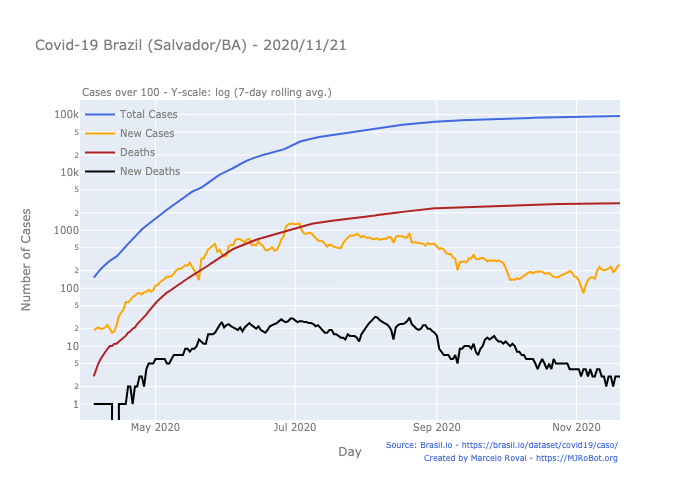 Covid-19 Brazil (Salvador/BA) - 2020/11/21
Cases over 100 - Y-scale: log (7-day rolling avg.)
Total Cases
New Cases
Deaths
New Deaths
100k
5
2
10k
5
2
1000
5
2
100
5
2
10
5
2
1
Number of Cases
May 2020
Jul 2020
Sep 2020
Nov 2020
Day
Source: Brasil.io - https://brasil.io/dataset/covid19/caso/
Created by Marcelo Rovai - https://MJRoBot.org